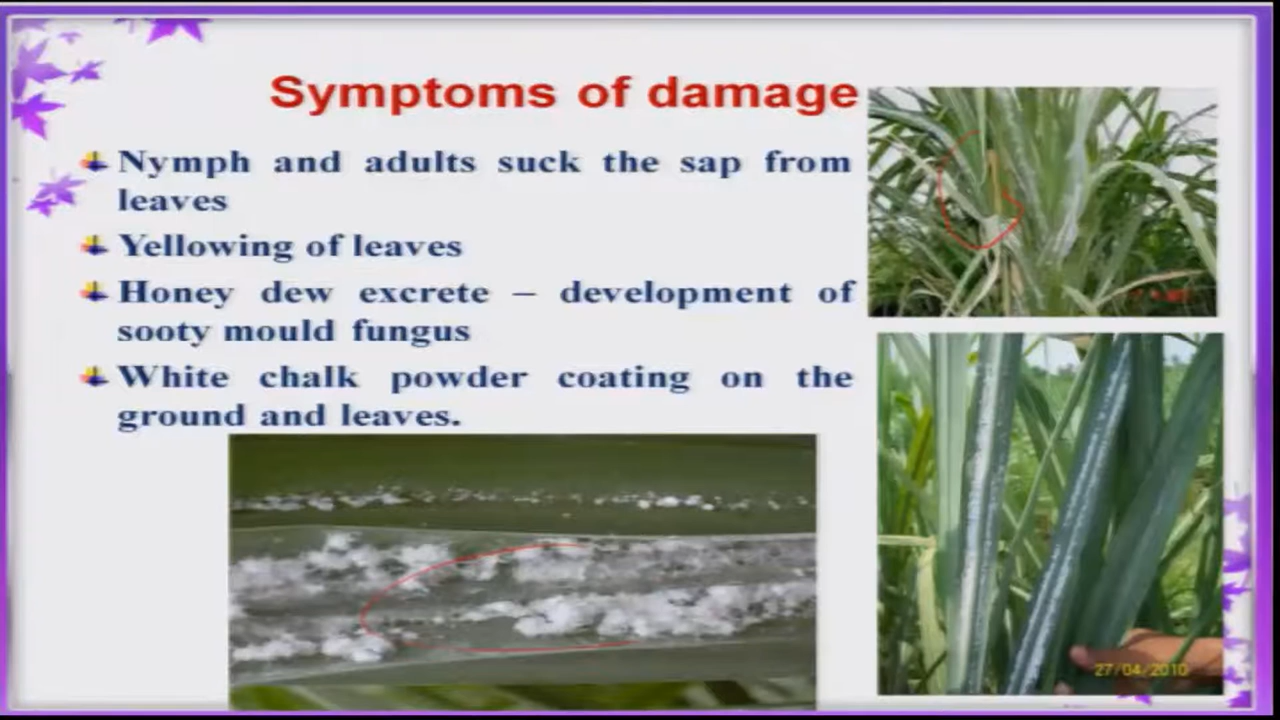 Symptoms of damage
Nymph and adults suck the sap from
leaves
Yellowing of leaves
Honey dew excrete – development of
sooty mould fungus
White chalk powder coating on the
ground and leaves.
27/04/2010